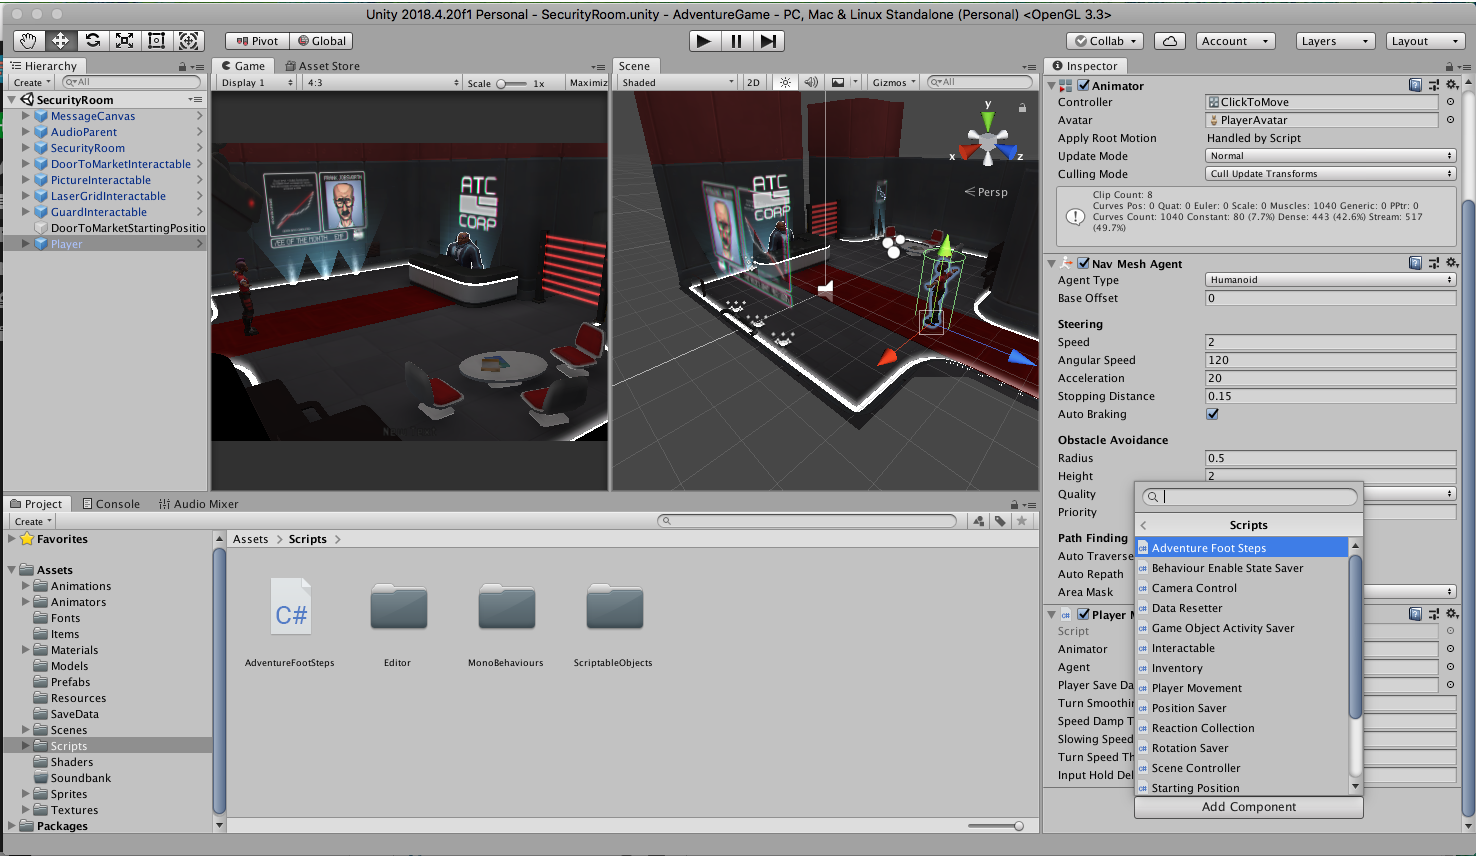 Unity 2018.4.20f1 Personal - SecurityRoom.unity - AdventureGame - PC, Mac & Linux Standalone (Personal) <OpenGL 3.3>
Pivot Global
Collab Account Layers Layout
Hierarchy
Create All
SecurityRoom
MessageCanvas
AudioParent
SecurityRoom
DoorToMarketInteractable
PictureInteractable
LaserGridInteractable
GuardInteractable
DoorToMarketStartingPositio
Player
Game Asset Store
Display 1 4:3 Scale 1x Maximiz
ATC
CORP
Scene
Shaded 2D Gizmos All
y
x z
Persp
ATC
CORP
Inspector
Animator
Controller ClickToMove
Avatar PlayerAvatar
Apply Root Motion Handled by Script
Update Mode Normal
Culling Mode Cull Update Transforms
Clip Count: 8
Curves Pos: 0 Quat: 0 Euler: 0 Scale: 0 Muscles: 1040 Generic: 0 PPtr: 0
Curves Count: 1040 Constant: 80 (7.7%) Dense: 443 (42.6%) Stream: 517
(49.7%)
Nav Mesh Agent
Agent Type Humanoid
Base Offset 0
Steering
Speed 2
Angular Speed 120
Acceleration 20
Stopping Distance 0.15
Auto Braking
Obstacle Avoidance
Radius 0.5
Height 2
Quality
Priority
Path Finding
Auto Traverse
Auto Repath
Area Mask
Player M
Script
Animator
Agent
Player Save Da
Turn Smoothin
Speed Damp T
Slowing Speed
Turn Speed Th
Input Hold Del
Scripts
Adventure Foot Steps
Behaviour Enable State Saver
Camera Control
Data Resetter
Game Object Activity Saver
Interactable
Inventory
Player Movement
Position Saver
Reaction Collection
Rotation Saver
Scene Controller
Starting Position
Add Component
Project Console Audio Mixer
Create
Favorites
Assets
Animations
Animators
Fonts
Items
Materials
Models
Prefabs
Resources
SaveData
Scenes
Scripts
Shaders
Soundbank
Sprites
Textures
Packages
Assets > Scripts >
C#
AdventureFootSteps Editor MonoBehaviours ScriptableObjects